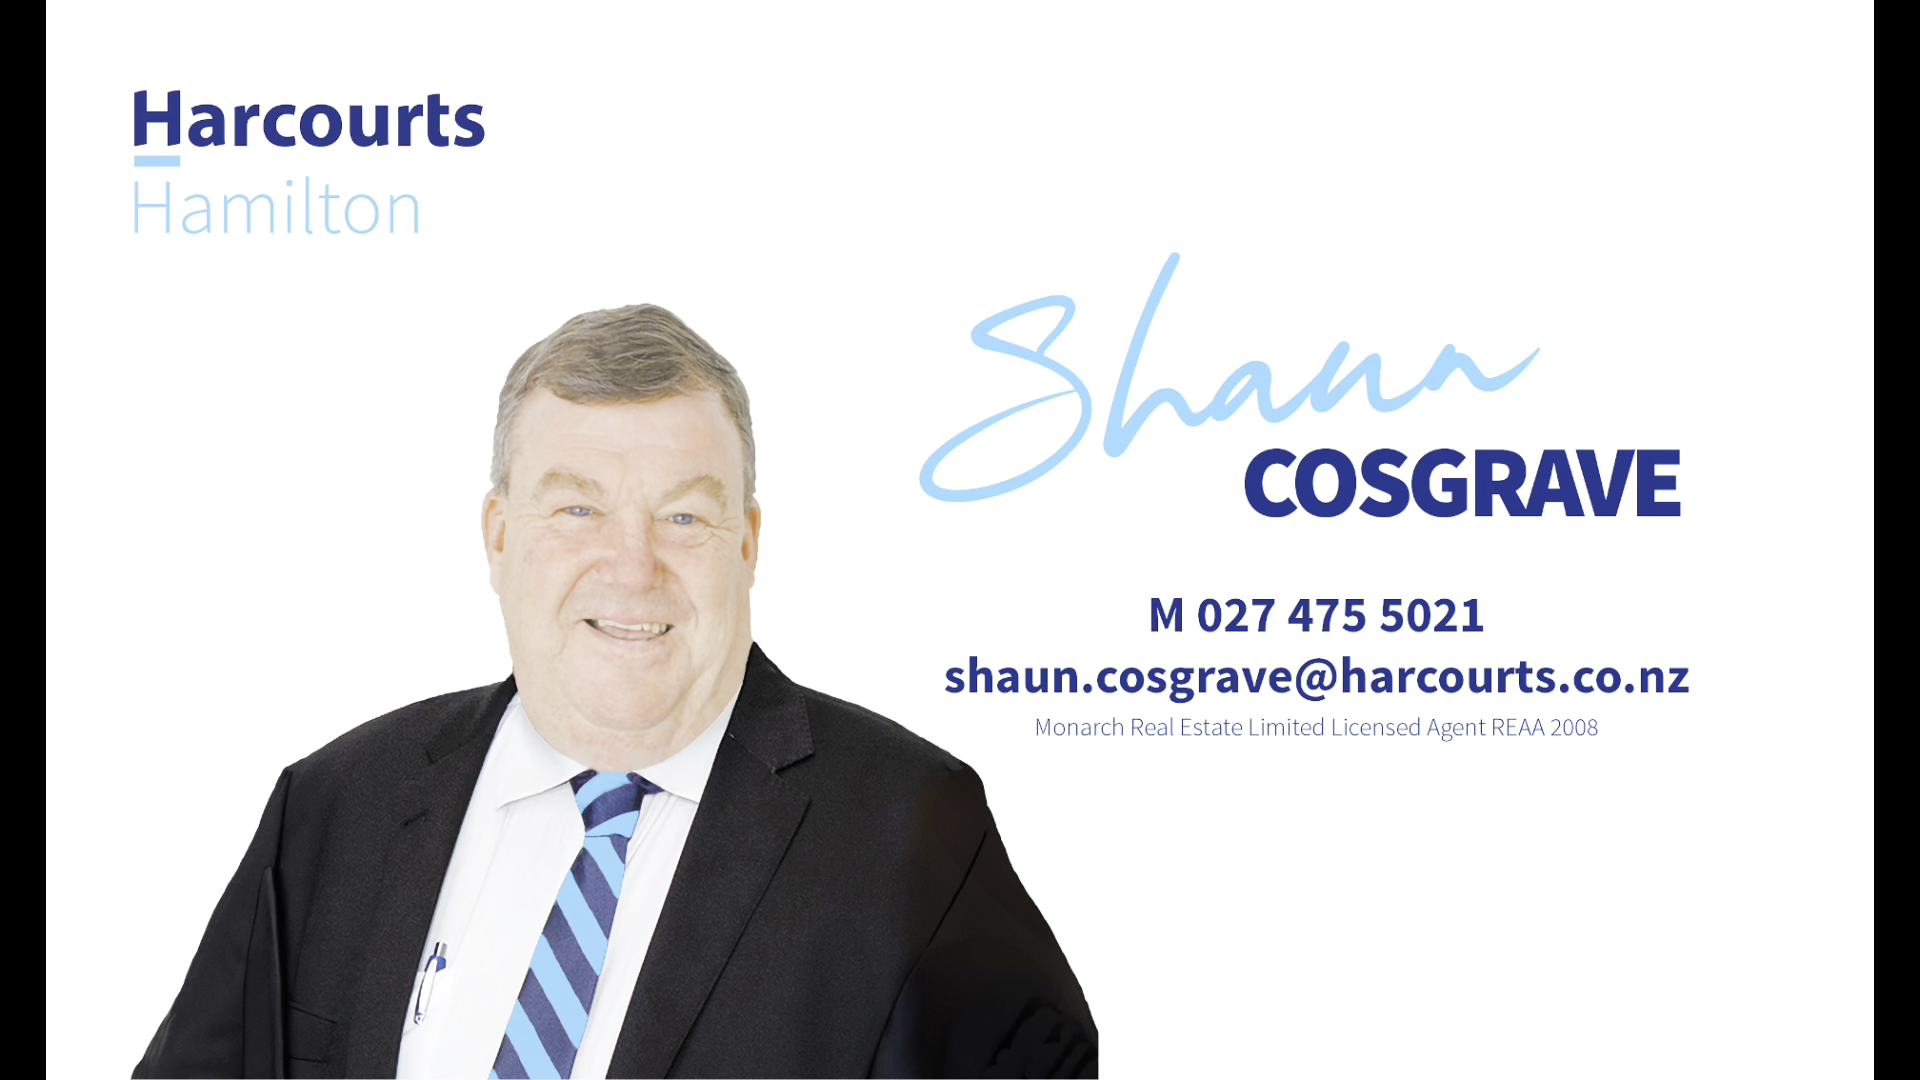 Harcourts
Hamilton
Shaun
COSGRAVE
M 027 475 5021
shaun.cosgrave@harcourts.co.nz
Monarch Real Estate Limited Licensed Agent REAA 2008